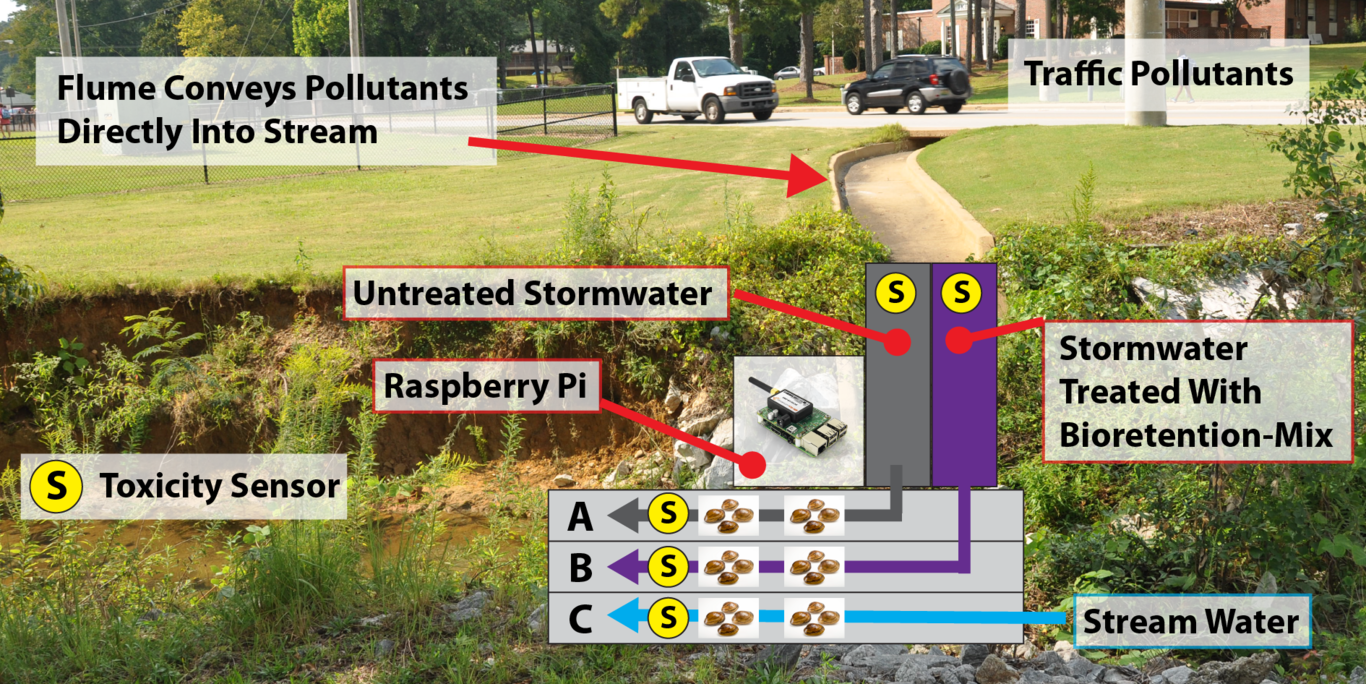 Flume Conveys Pollutants
Directly Into Stream
Traffic Pollutants
Untreated Stormwater
S
S
Stormwater
Treated With
Bioretention-Mix
Raspberry Pi
S Toxicity Sensor
A S
B S
C S
Stream Water